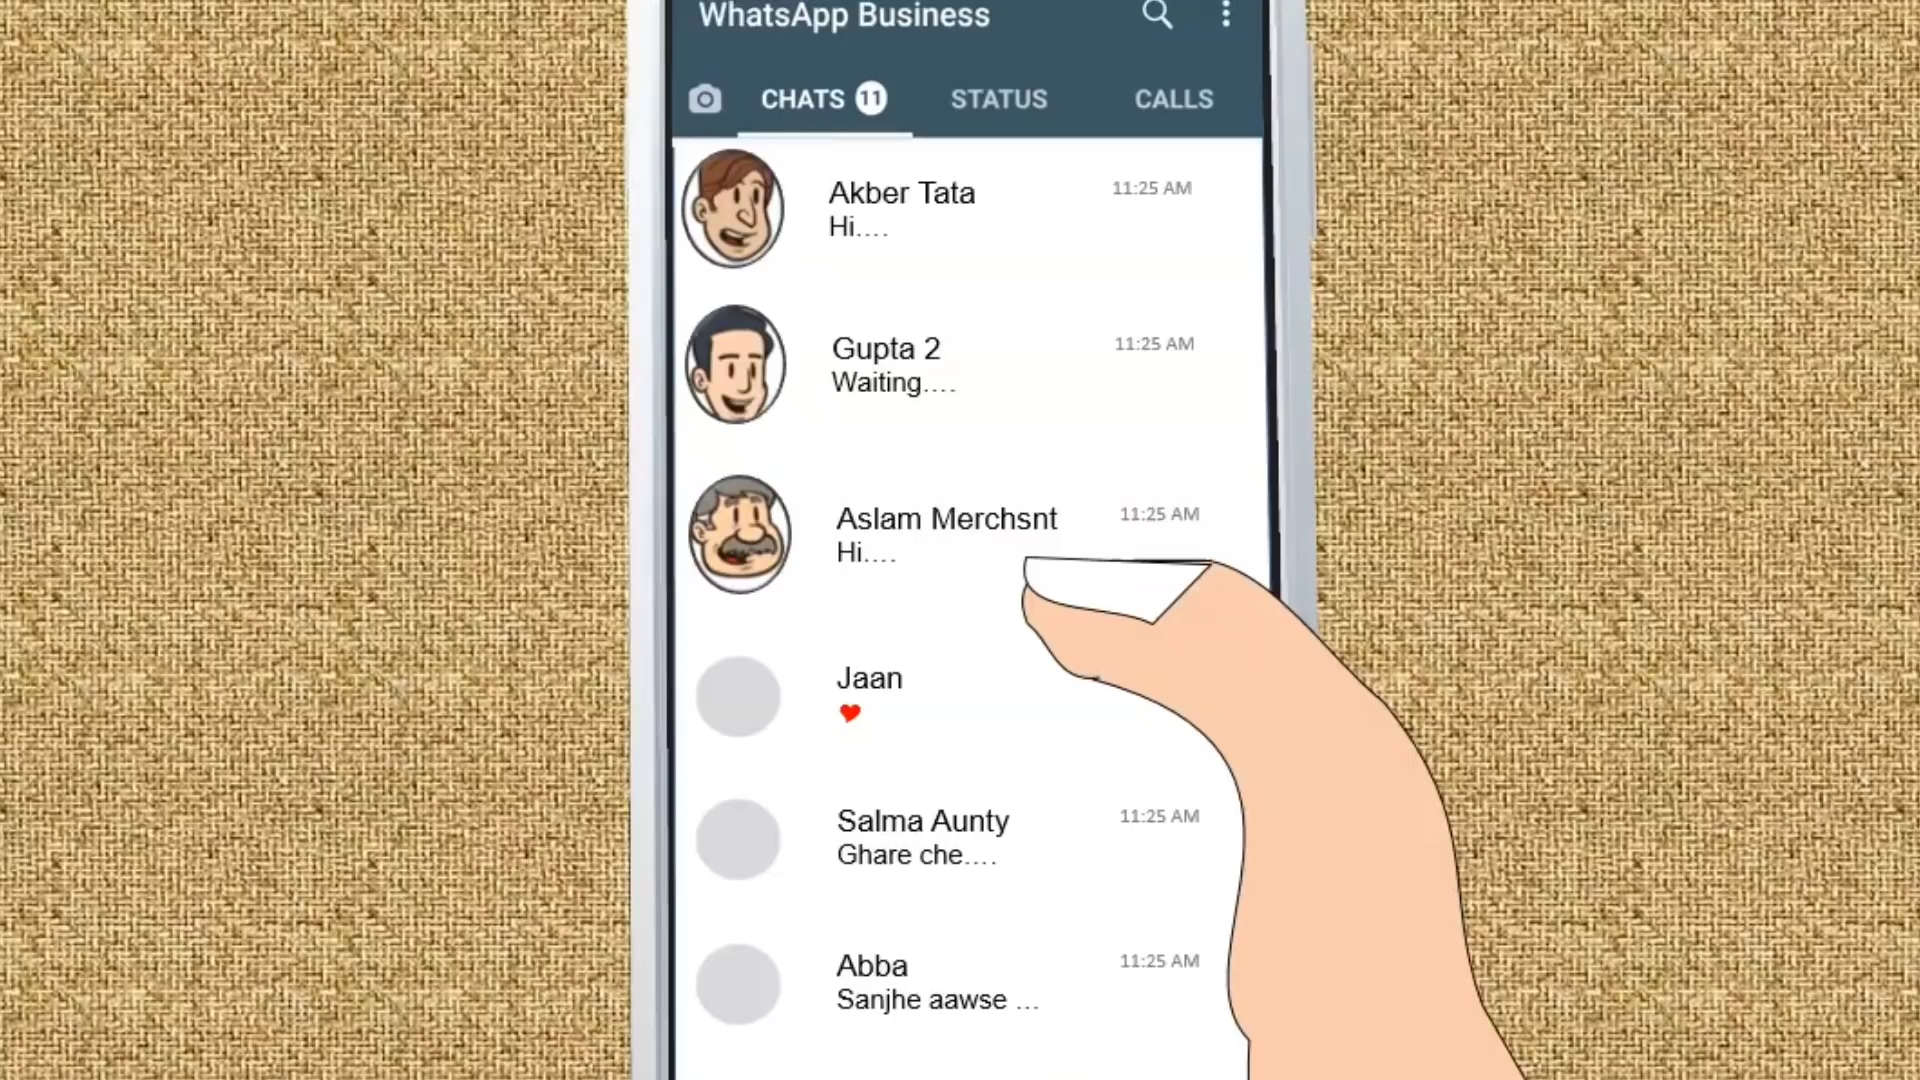 WhatsApp Business
CHATS 11 STATUS CALLS
Akber Tata 11:25 AM
Hi....
Gupta 2 11:25 AM
Waiting....
Aslam Merchsnt 11:25 AM
Hi....
Jaan
❤
Salma Aunty 11:25 AM
Ghare che....
Abba 11:25 AM
Sanjhe aawse ...